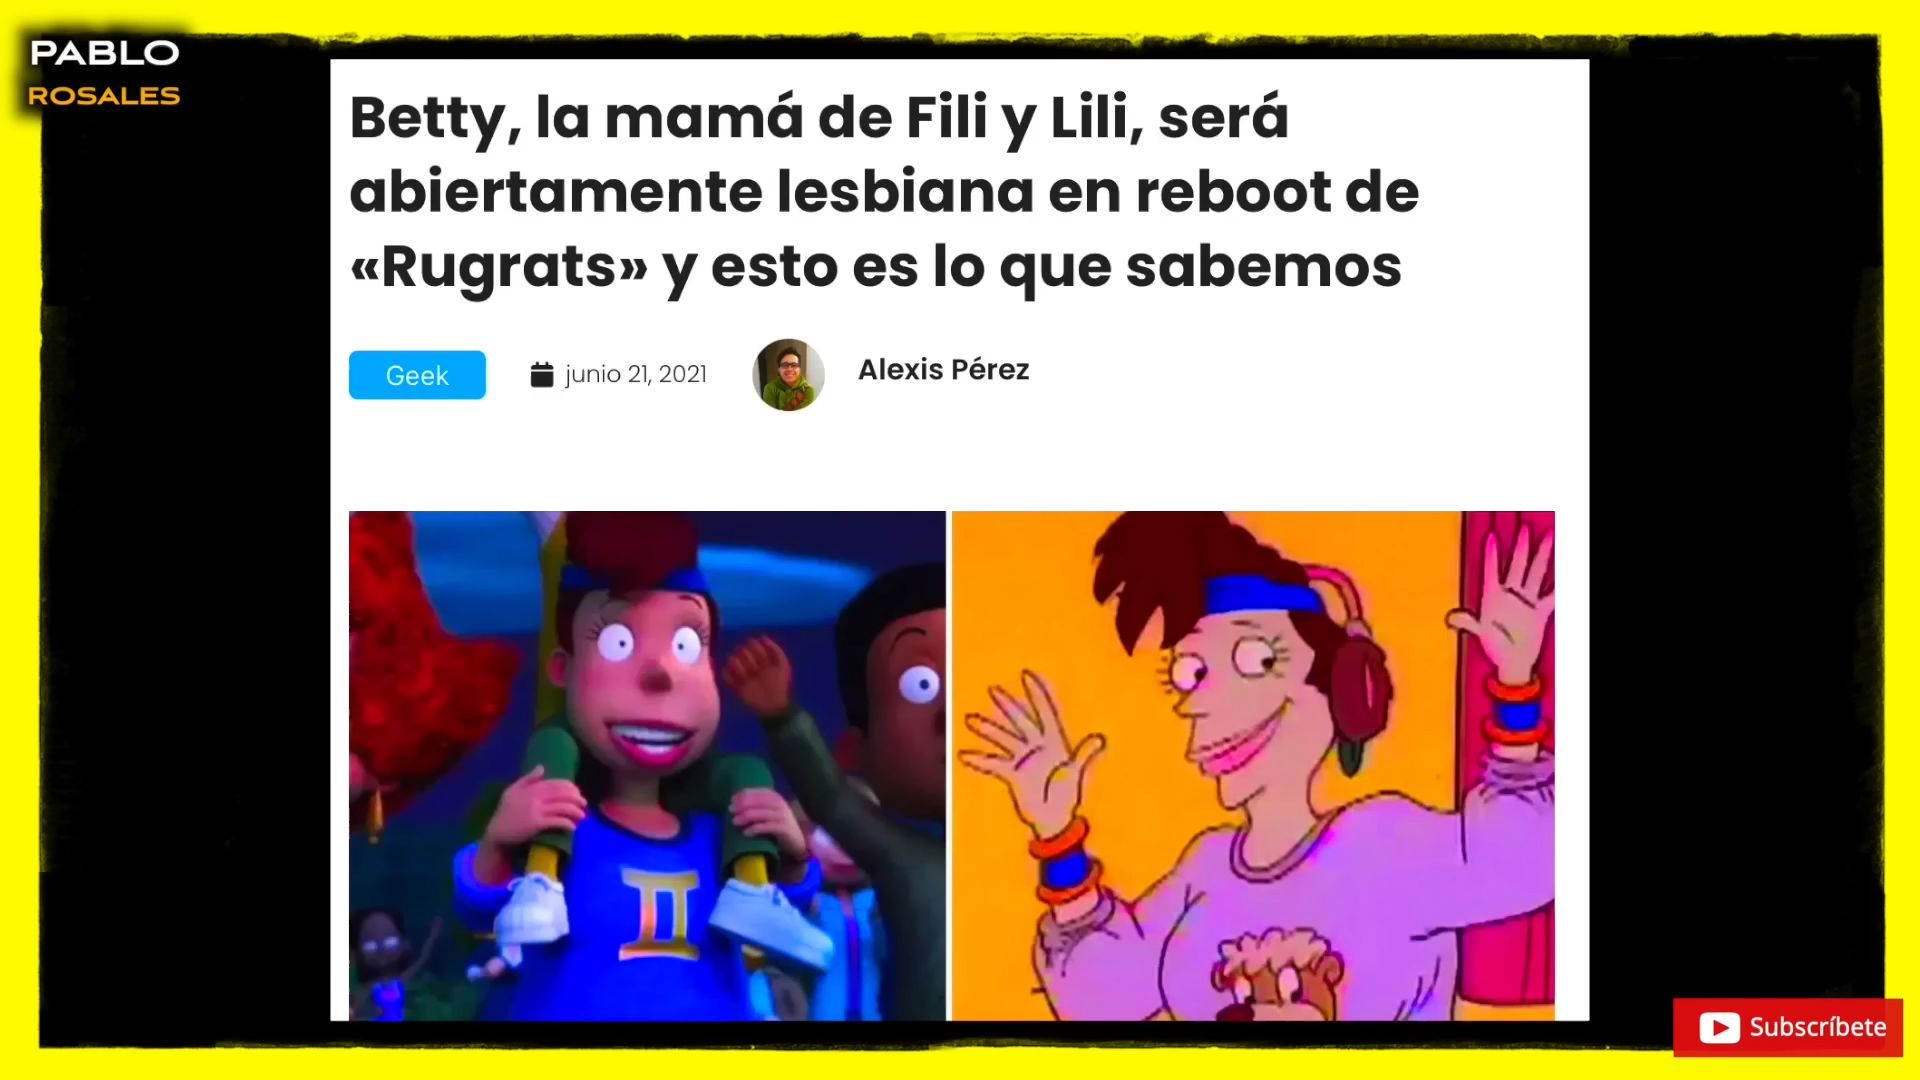 PABLO
ROSALES
Betty, la mamá de Fili y Lili, será
abiertamente lesbiana en reboot de
«Rugrats» y esto es lo que sabemos
Geek
junio 21, 2021
Alexis Pérez
II
Subscríbete